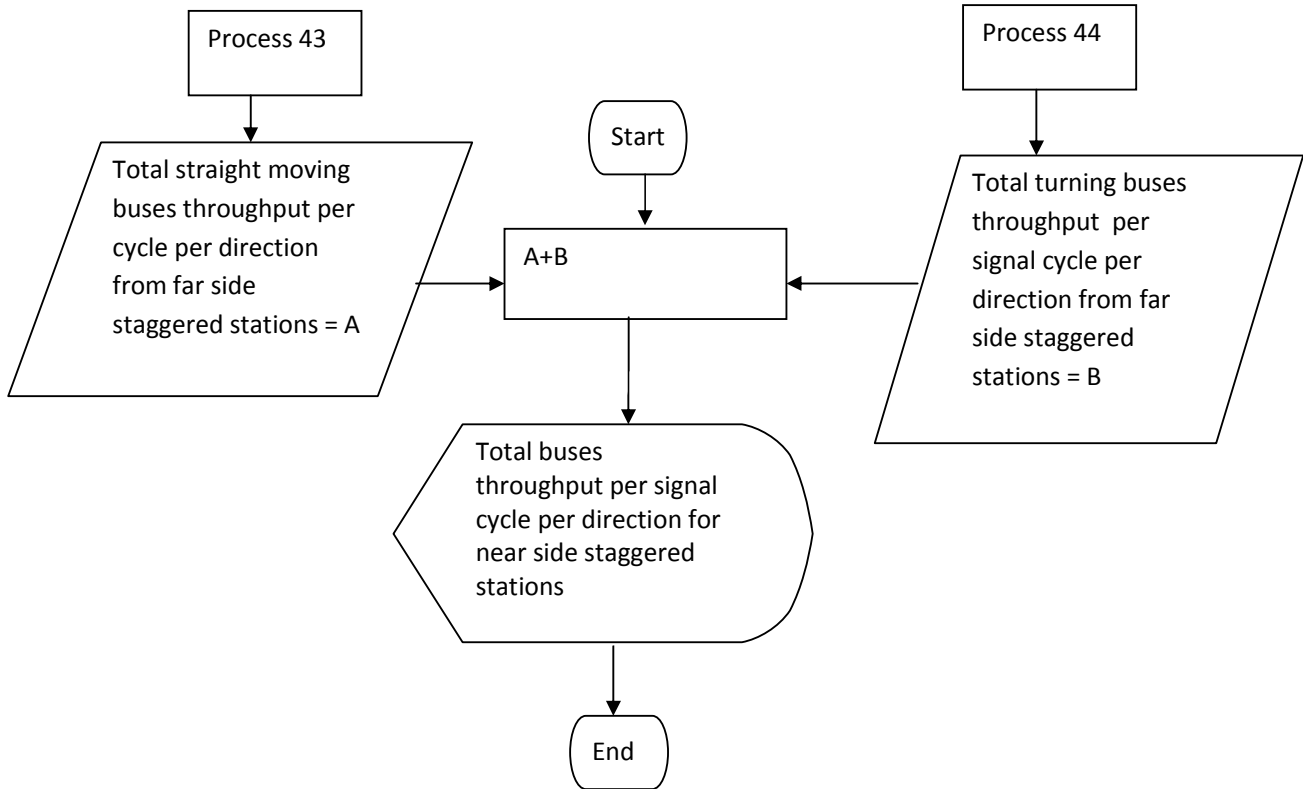 Process 43
Process 44
Start
Total straight moving
buses throughput per
cycle per direction
from far side
staggered stations = A
A+B
Total turning buses
throughput per
signal cycle per
direction from far
side staggered
stations = B
Total buses
throughput per signal
cycle per direction for
near side staggered
stations
End